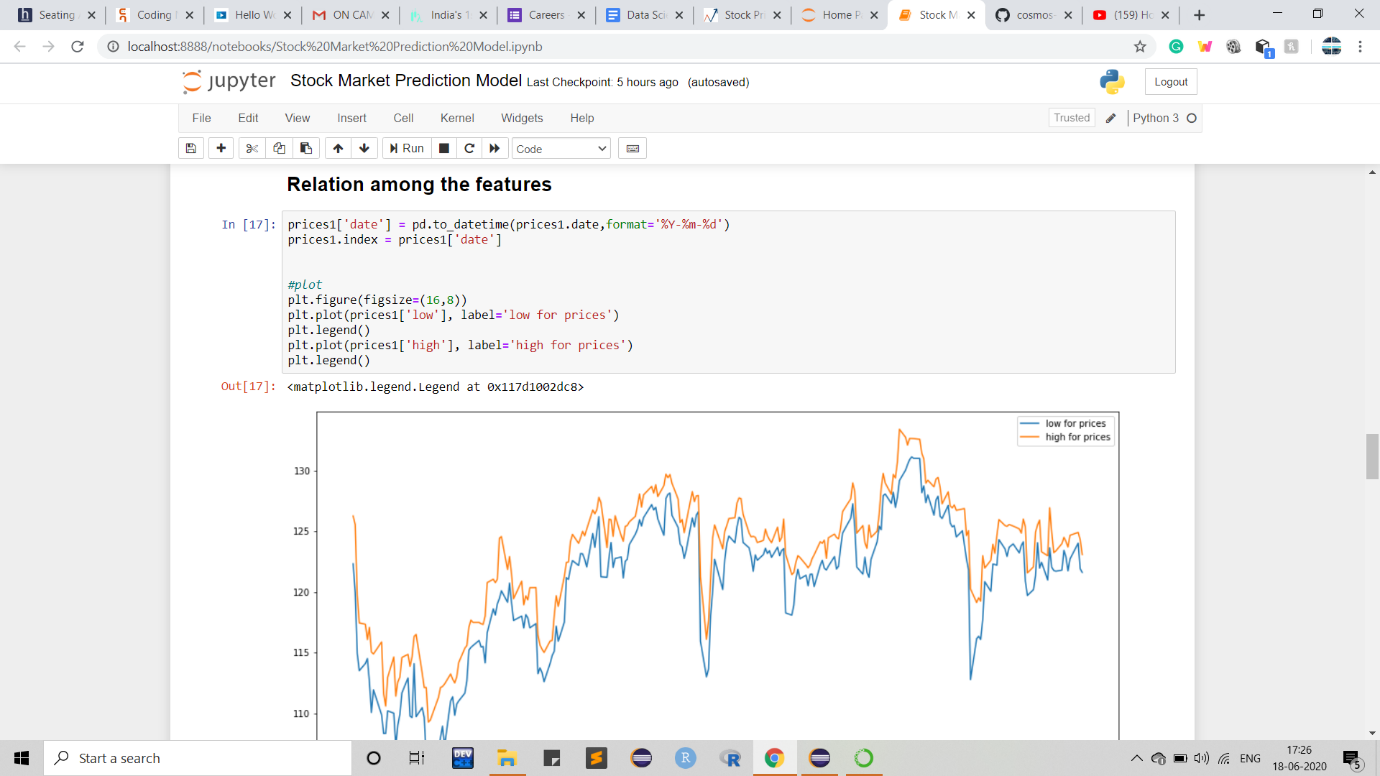 Seating
Coding
Hello W
ON CAM
India's
Careers
Data Sci
Stock Pr
Home P
Stock M
cosmos-
(159) Ho
localhost:8888/notebooks/Stock%20Market%20Prediction%20Model.ipynb
jupyter Stock Market Prediction Model Last Checkpoint: 5 hours ago (autosaved)
Logout
File Edit View Insert Cell Kernel Widgets Help
Trusted Python 3 O
Run Code
Relation among the features
In [17]: prices1['date'] = pd.to_datetime(prices1.date,format='%Y-%m-%d')
prices1.index = prices1['date']
#plot
plt.figure(figsize=(16,8))
plt.plot(prices1['low'], label='low for prices')
plt.legend()
plt.plot(prices1['high'], label='high for prices')
plt.legend()
Out[17]: <matplotlib.legend.Legend at 0x117d1002dc8>
low for prices
high for prices
130
125
120
115
110
Start a search
DEV
R
R
ENG
17:26
18-06-2020
5